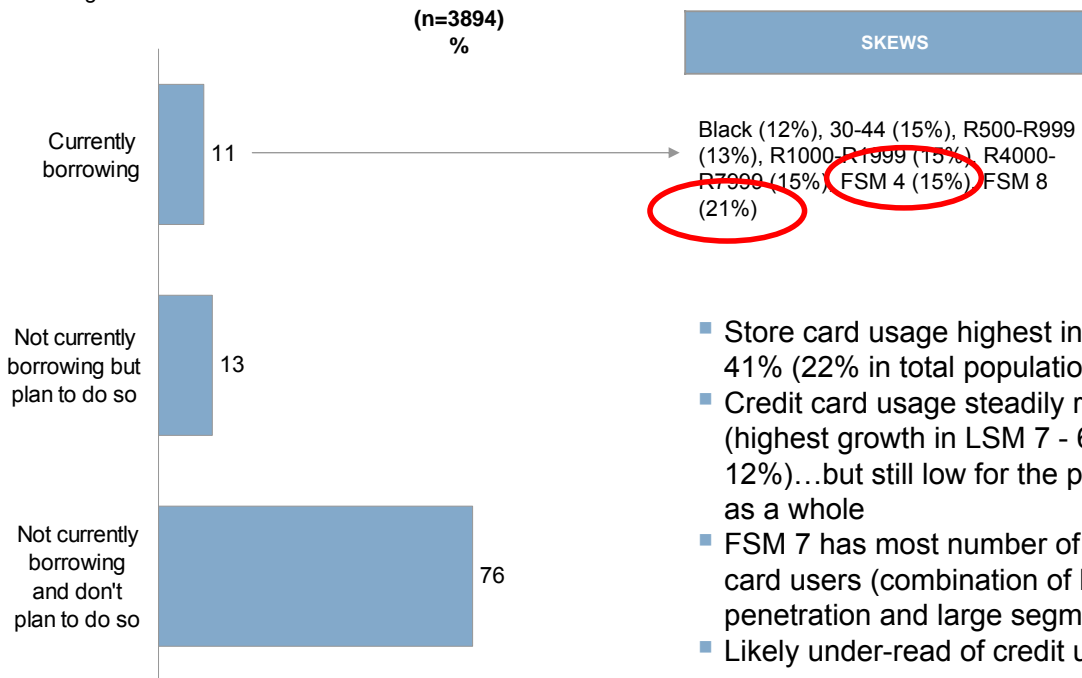 (n=3894)
%
SKEWS
Currently
borrowing
11
Black (12%), 30-44 (15%), R500-R999
(13%), R1000-R1999 (15%), R4000-
R7999 (15%), FSM 4 (15%), FSM 8
(21%)
Not currently
borrowing but
plan to do so
13
Not currently
borrowing
and don't
plan to do so
76
Store card usage highest in
41% (22% in total
Credit card usage steadily
(highest growth in LSM 7 -
12%)…but still low for the
as a whole
FSM 7 has most number of
card users (combination of
penetration and large
Likely under-read of credit